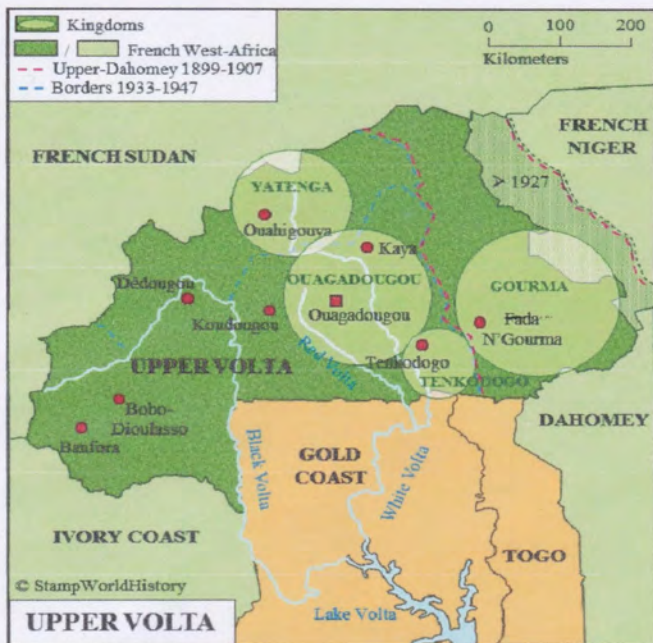 Kingdoms
/ French West-Africa
Upper-Dahomey 1899-1907
Borders 1933-1947
0 100 200
Kilometers
FRENCH SUDAN
FRENCH
NIGER
> 1927
YATENGA
Ouahigouya
Kaya
OUAGADOUGOU
Ouagadougou
GOURMA
Fada
N'Gourma
Dédougou
Koudougou
Red Volta
Tenkodogo
TENKODOGO
UPPER VOLTA
Bobo-
Dioulasso
Banfora
DAHOMEY
Black Volta
GOLD
COAST
White Volta
IVORY COAST
TOGO
© StampWorldHistory
Lake Volta
UPPER VOLTA